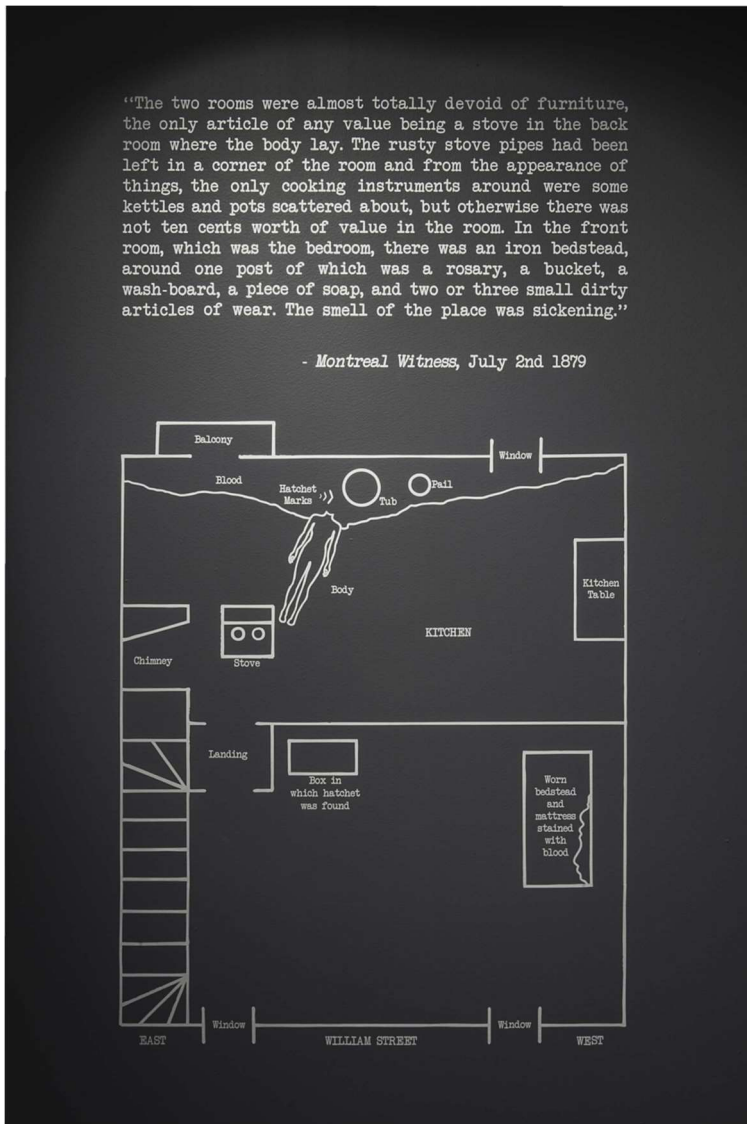 “The two rooms were almost totally devoid of furniture,
the only article of any value being a stove in the back
room where the body lay. The rusty stove pipes had been
left in a corner of the room and from the appearance of
things, the only cooking instruments around were some
kettles and pots scattered about, but otherwise there was
not ten cents worth of value in the room. In the front
room, which was the bedroom, there was an iron bedstead,
around one post of which was a rosary, a bucket, a
wash-board, a piece of soap, and two or three small dirty
articles of wear. The smell of the place was sickening.”
- Montreal Witness, July 2nd 1879
Balcony
Window
Blood
Hatchet
Marks
Tub
Pail
Body
Kitchen
Table
KITCHEN
Chimney
Stove
Landing
Box in
which hatchet
was found
Worn
bedstead
and
mattress
stained
with
blood
Window
Window
EAST
WILLIAM STREET
WEST